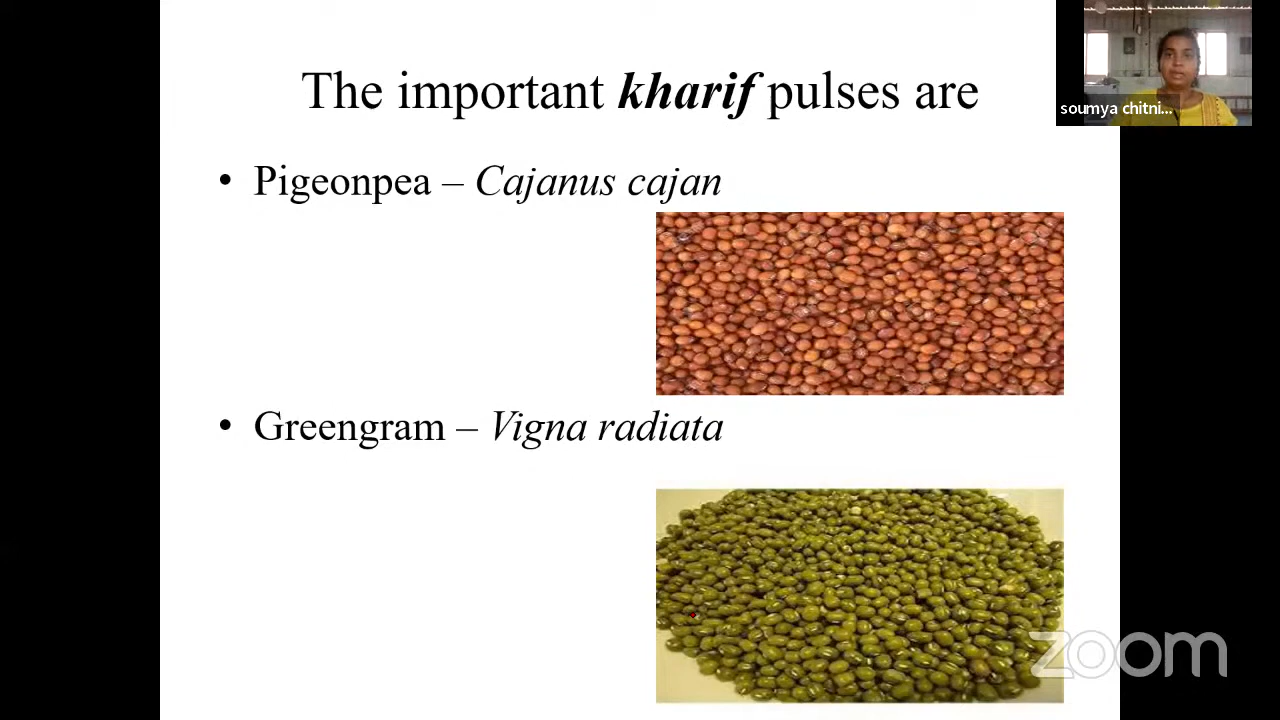 The important kharif pulses are
soumya chitni...
• Pigeonpea – Cajanus cajan
• Greengram – Vigna radiata
zoom